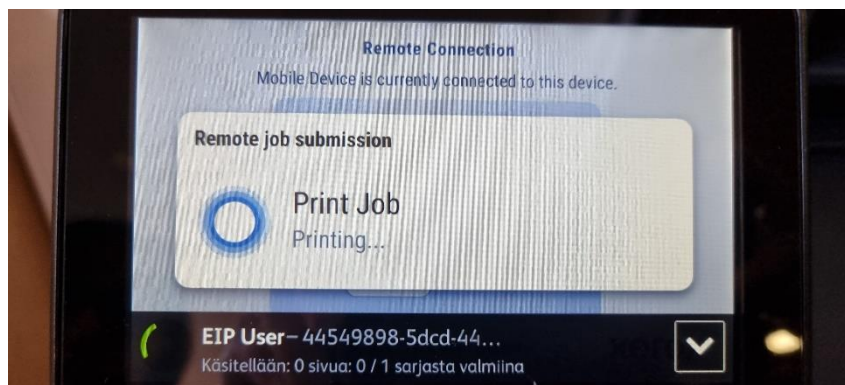 Remote Connection
Mobile Device is currently connected to this device.
Remote job submission
Print Job
Printing...
EIP User– 44549898-5dcd-44...
Käsitellään: 0 sivua: 0 / 1 sarjasta valmiina